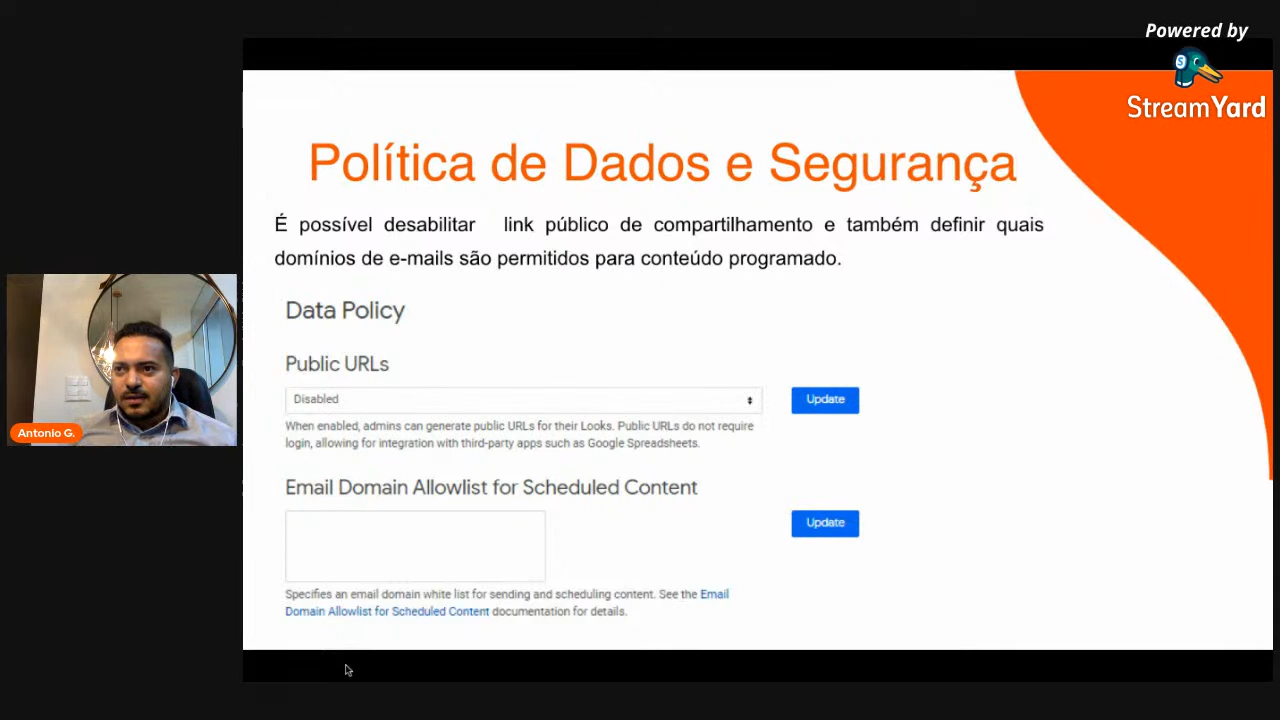 Powered by
StreamYard
Política de Dados e Segurança
É possível desabilitar link público de compartilhamento e também definir quais
domínios de e-mails são permitidos para conteúdo programado.
Data Policy
Public URLs
Disabled
Update
When enabled, admins can generate public URLs for their Looks. Public URLs do not require
login, allowing for integration with third-party apps such as Google Spreadsheets.
Antonio G.
Email Domain Allowlist for Scheduled Content
Update
Specifies an email domain white list for sending and scheduling content. See the Email
Domain Allowlist for Scheduled Content documentation for details.